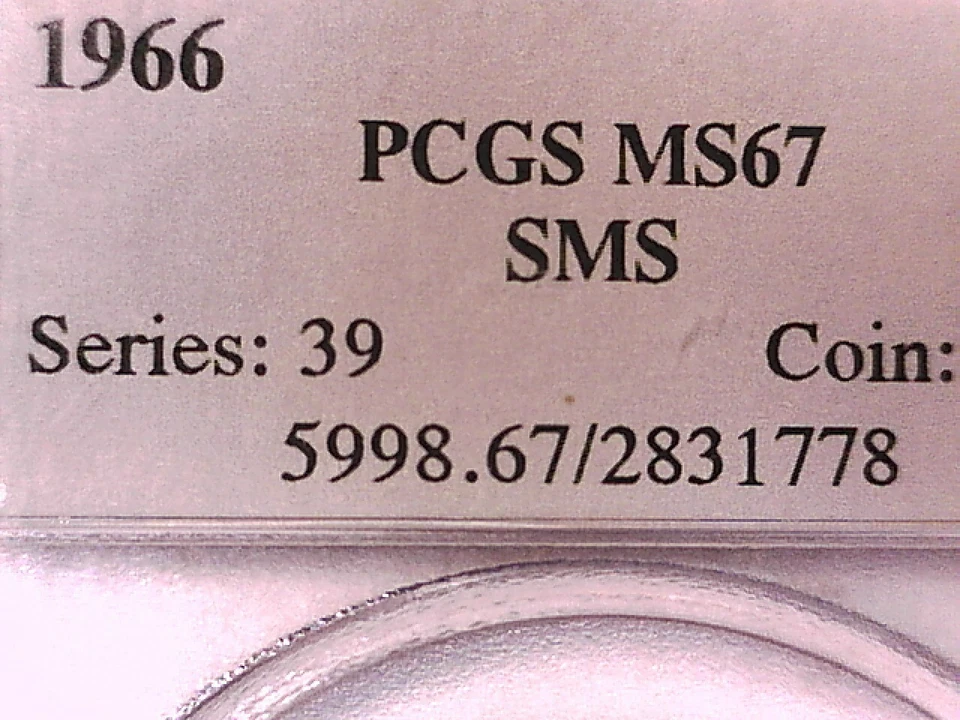 1966
PCGS MS67
SMS
Series: 39 Coin:
5998.67/2831778